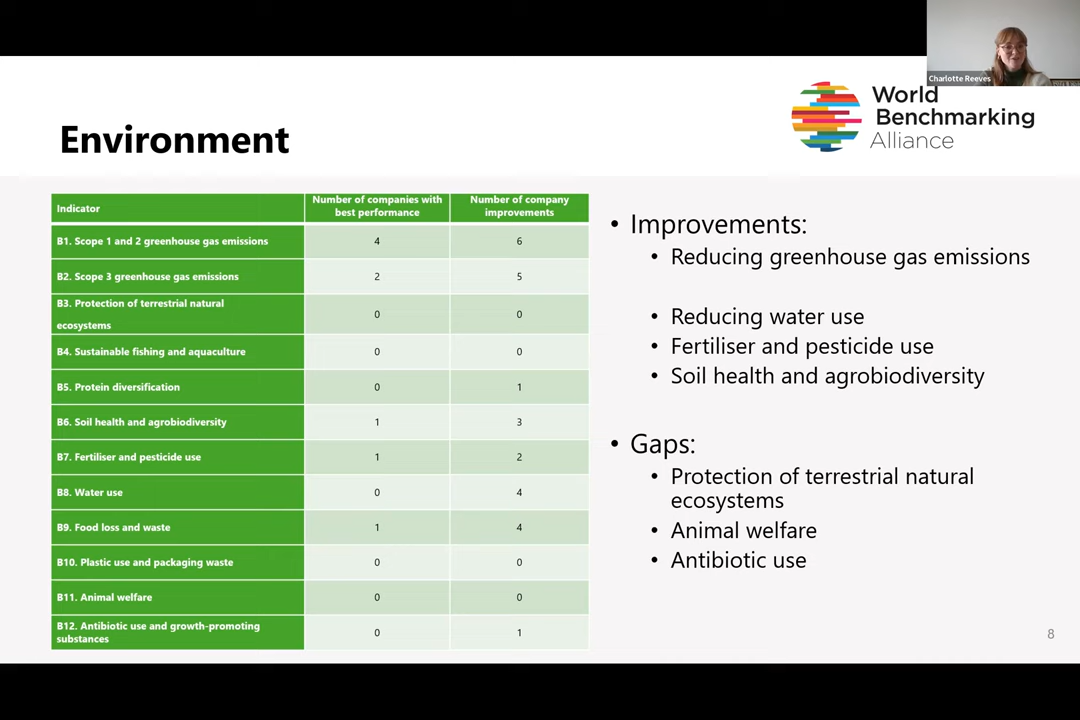 Charlotte Reeves
World
Benchmarking
Alliance
Environment
Indicator
Number of companies with
best performance
Number of company
improvements
B1. Scope 1 and 2 greenhouse gas emissions 4 6
B2. Scope 3 greenhouse gas emissions 2 5
B3. Protection of terrestrial natural
ecosystems 0 0
B4. Sustainable fishing and aquaculture 0 0
B5. Protein diversification 0 1
B6. Soil health and agrobiodiversity 1 3
B7. Fertiliser and pesticide use 1 2
B8. Water use 0 4
B9. Food loss and waste 1 4
B10. Plastic use and packaging waste 0 0
B11. Animal welfare 0 0
B12. Antibiotic use and growth-promoting
substances 0 1
• Improvements:
• Reducing greenhouse gas emissions
• Reducing water use
• Fertiliser and pesticide use
• Soil health and agrobiodiversity
• Gaps:
• Protection of terrestrial natural
ecosystems
• Animal welfare
• Antibiotic use
8